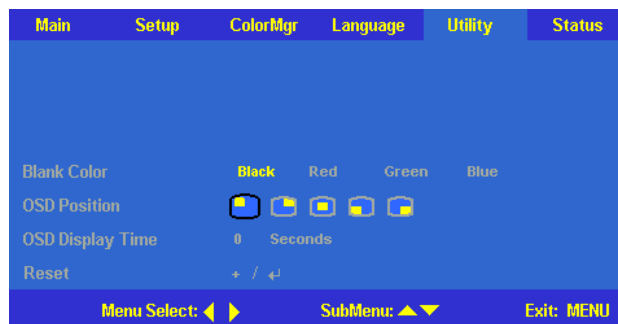 Main Setup ColorMgr Language Utility Status
Blank Color Black Red Green Blue
OSD Position
OSD Display Time 0 Seconds
Reset + / ↵
Menu Select: SubMenu: Exit: MENU